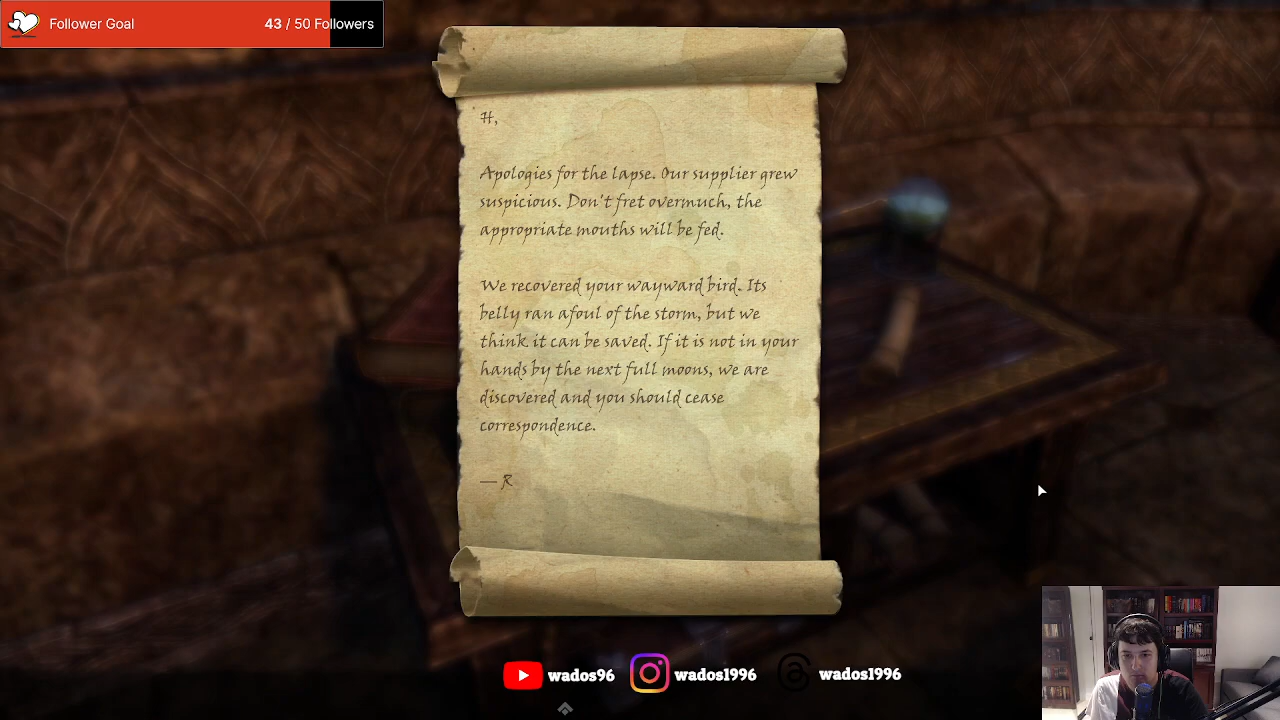 Follower Goal
43 / 50 Followers
H,
Apologies for the lapse. Our supplier grew
suspicious. Don't fret overmuch, the
appropriate mouths will be fed.
We recovered your wayward bird. Its
belly ran afoul of the storm, but we
think it can be saved. If it is not in your
hands by the next full moons, we are
discovered and you should cease
correspondence.
— R
wados96
wados1996
wados1996